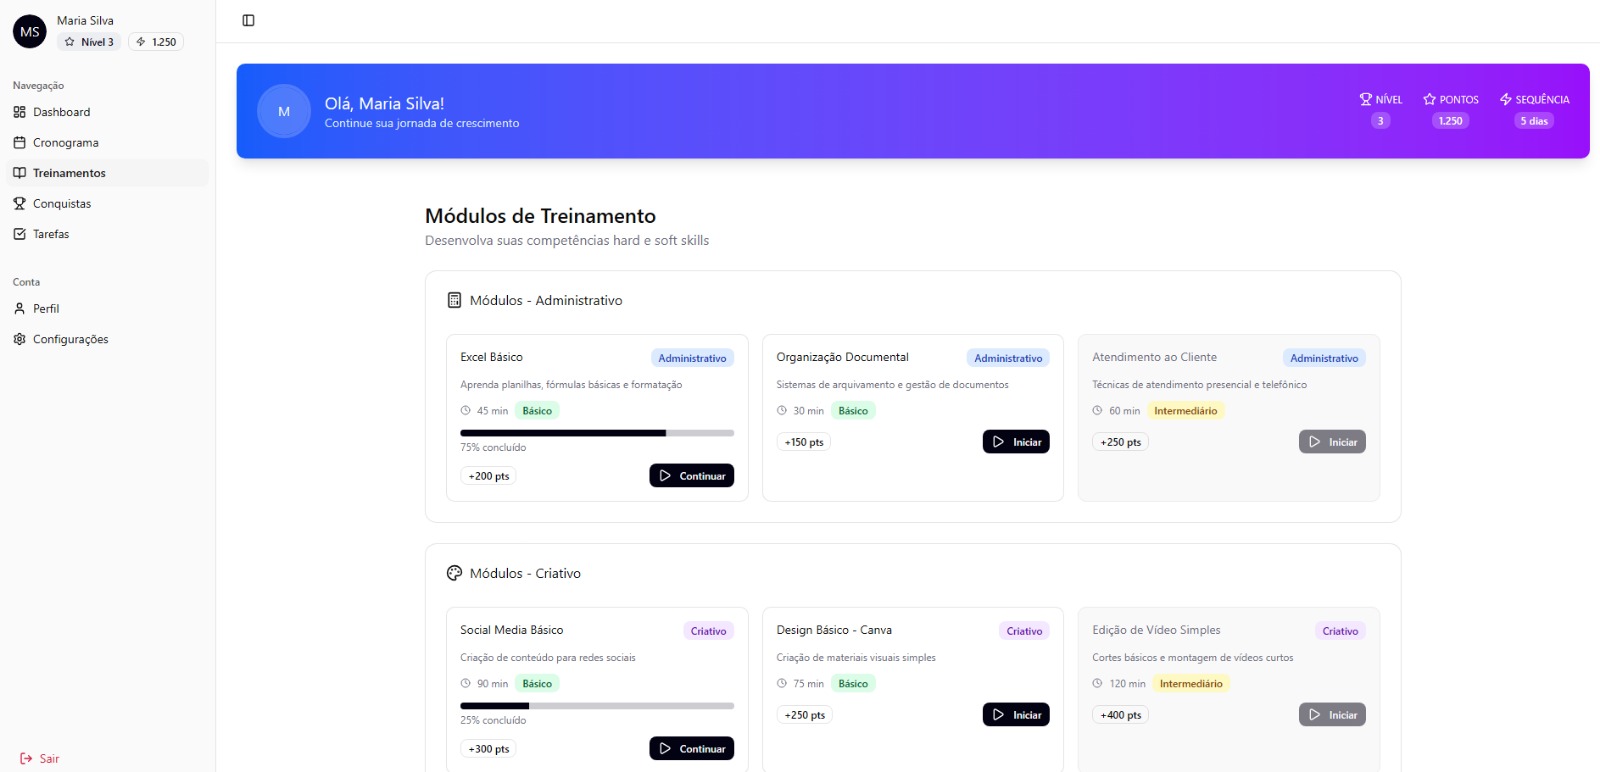 MS
Maria Silva
Nível 3
1.250
Navegação
Dashboard
Cronograma
Treinamentos
Conquistas
Tarefas
Conta
Perfil
Configurações
Sair
M
Olá, Maria Silva!
Continue sua jornada de crescimento
NÍVEL
3
PONTOS
1.250
SEQUÊNCIA
5 dias
Módulos de Treinamento
Desenvolva suas competências hard e soft skills
Módulos - Administrativo
Excel Básico
Administrativo
Aprenda planilhas, fórmulas básicas e formatação
45 min
Básico
75% concluído
+200 pts
Continuar
Organização Documental
Administrativo
Sistemas de arquivamento e gestão de documentos
30 min
Básico
+150 pts
Iniciar
Atendimento ao Cliente
Administrativo
Técnicas de atendimento presencial e telefônico
60 min
Intermediário
+250 pts
Iniciar
Módulos - Criativo
Social Media Básico
Criativo
Criação de conteúdo para redes sociais
90 min
Básico
25% concluído
+300 pts
Continuar
Design Básico - Canva
Criativo
Criação de materiais visuais simples
75 min
Básico
+250 pts
Iniciar
Edição de Vídeo Simples
Criativo
Cortes básicos e montagem de vídeos curtos
120 min
Intermediário
+400 pts
Iniciar